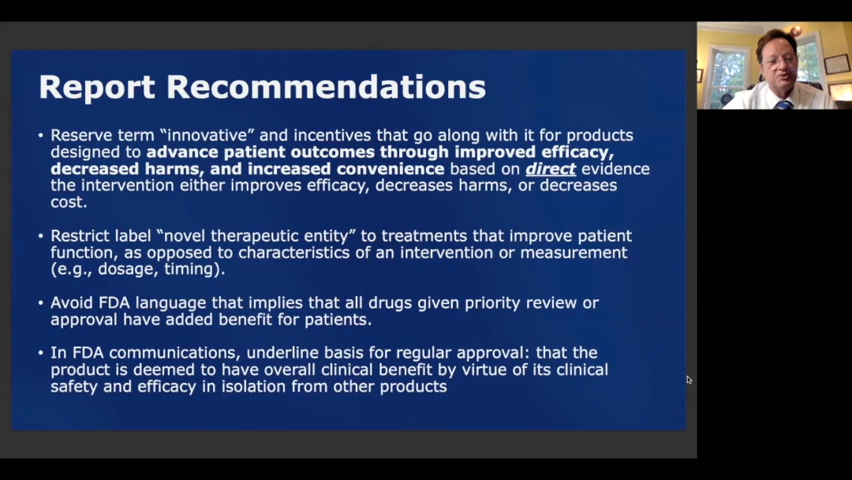 Report Recommendations
• Reserve term “innovative” and incentives that go along with it for products
designed to advance patient outcomes through improved efficacy,
decreased harms, and increased convenience based on direct evidence
the intervention either improves efficacy, decreases harms, or decreases
cost.
• Restrict label “novel therapeutic entity” to treatments that improve patient
function, as opposed to characteristics of an intervention or measurement
(e.g., dosage, timing).
• Avoid FDA language that implies that all drugs given priority review or
approval have added benefit for patients.
• In FDA communications, underline basis for regular approval: that the
product is deemed to have overall clinical benefit by virtue of its clinical
safety and efficacy in isolation from other products